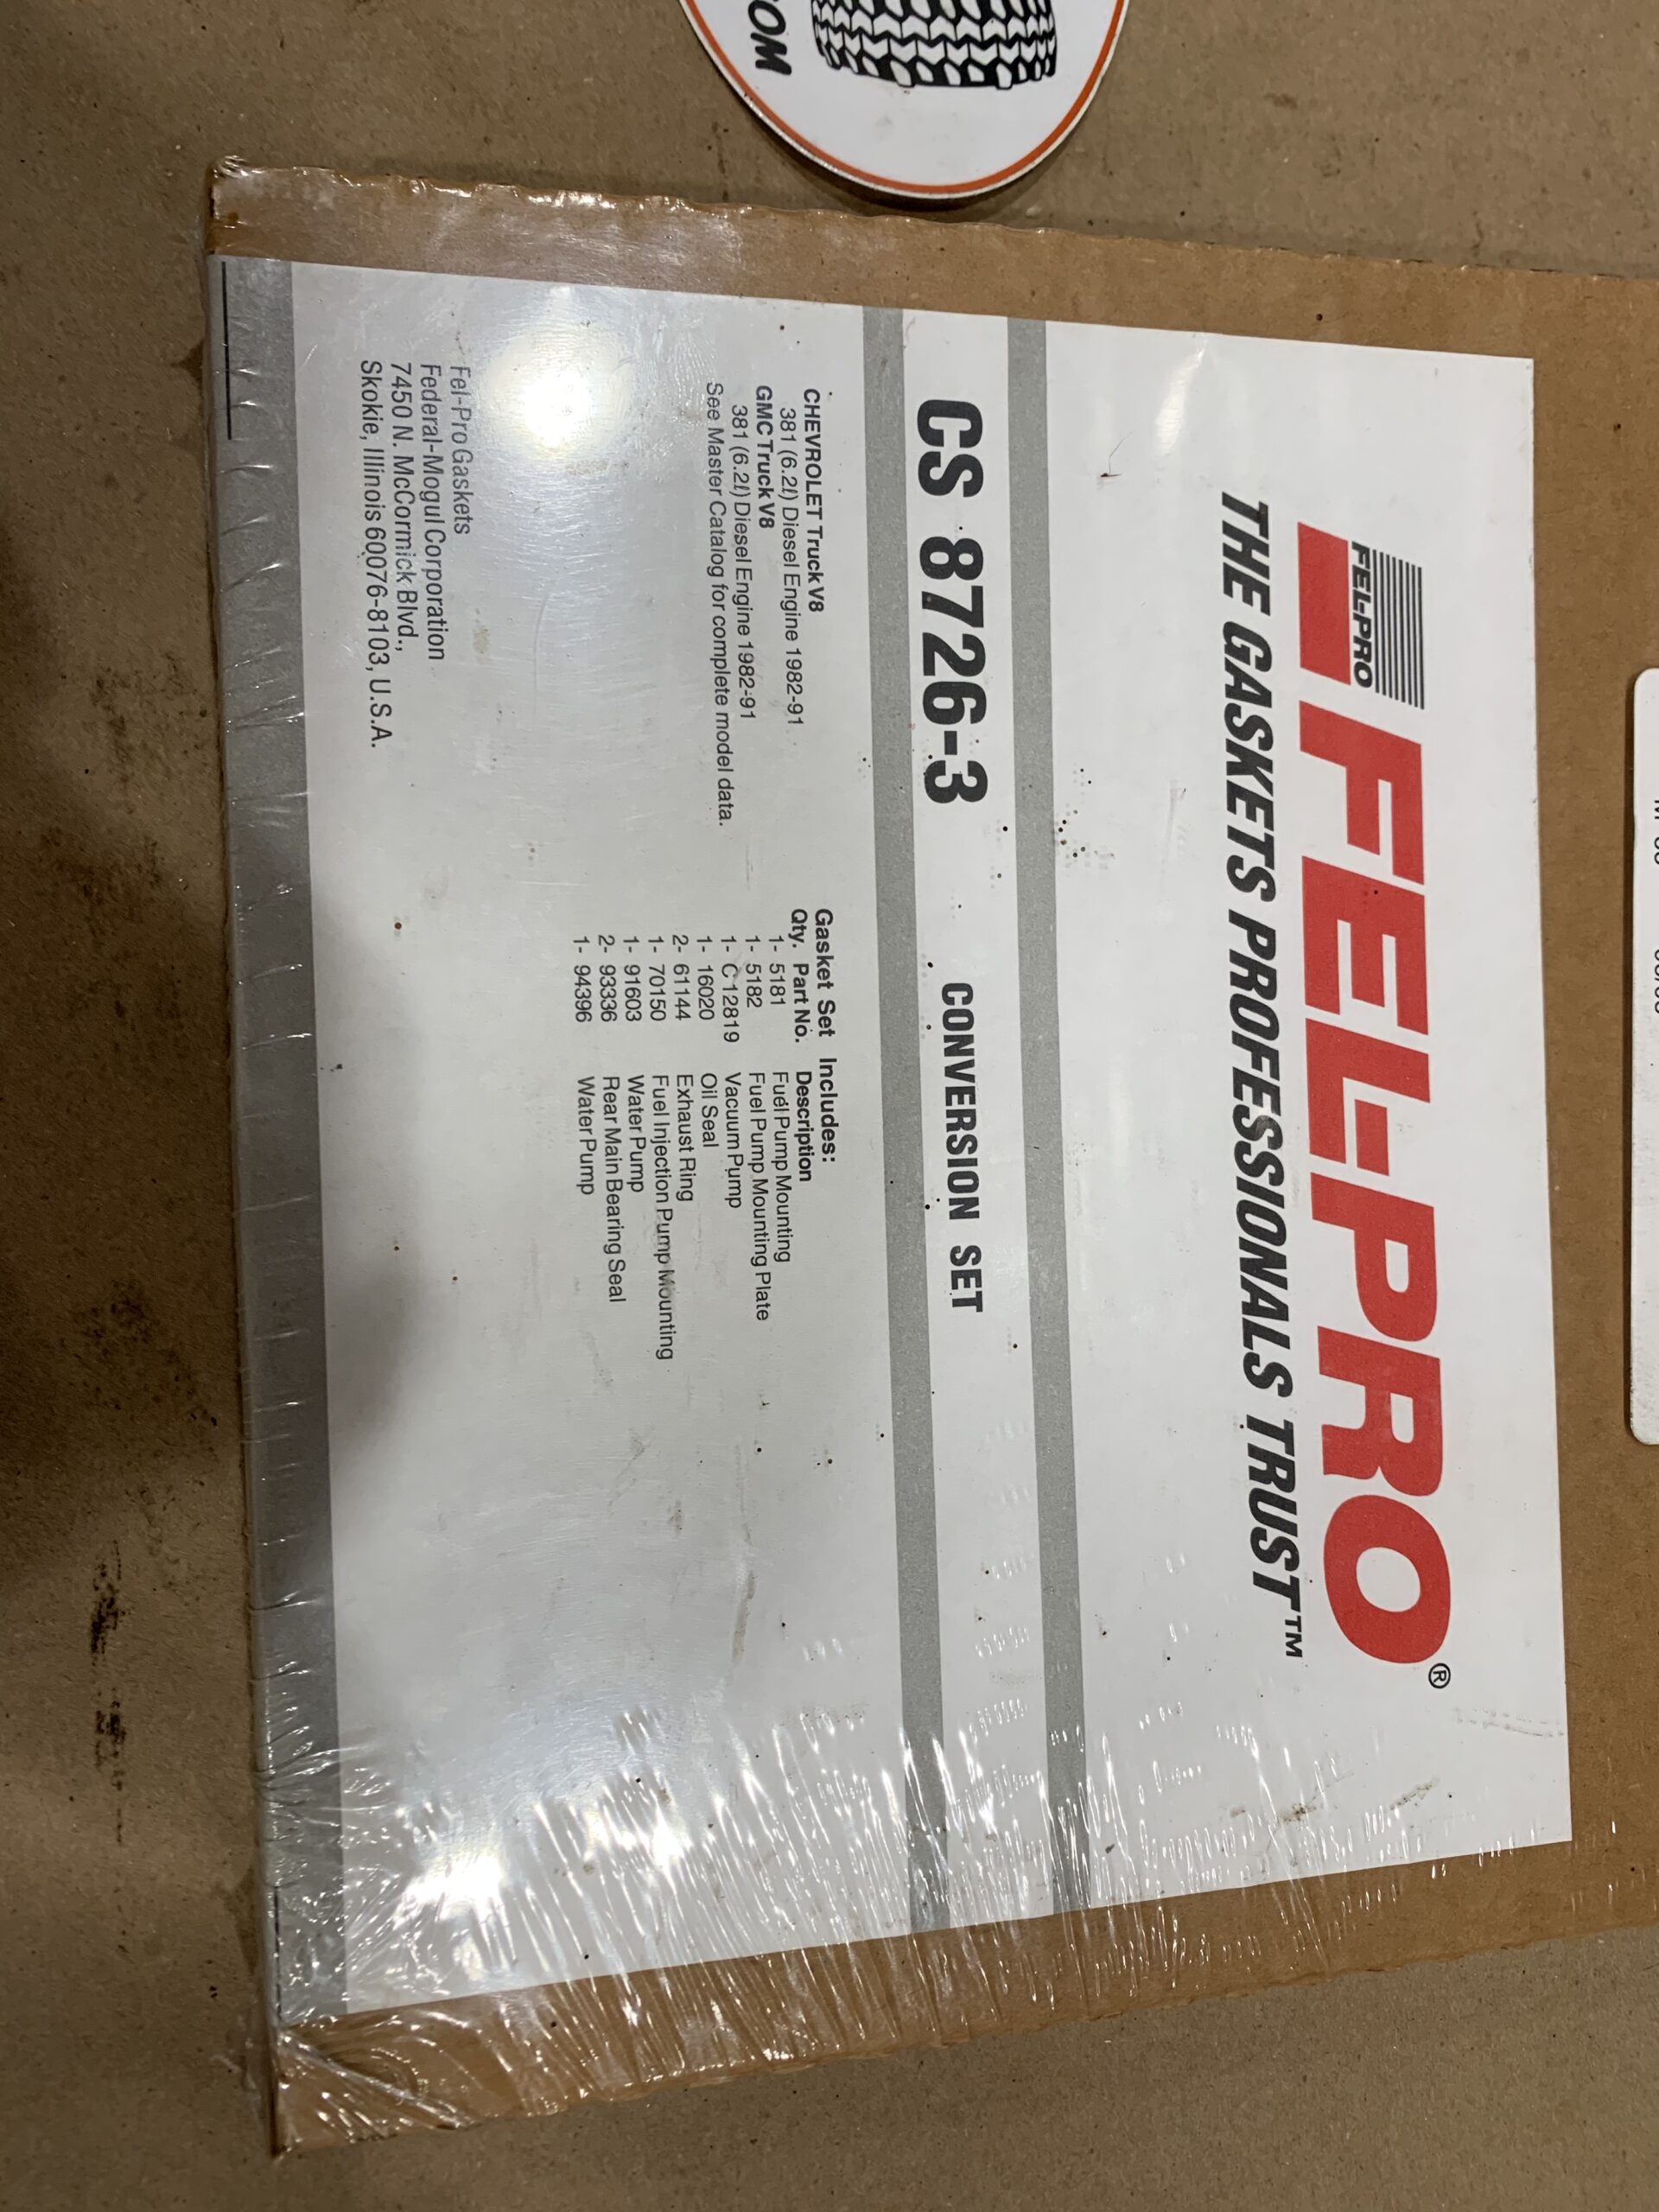 OM
FEL-PRO
FEL-PRO®
THE GASKETS PROFESSIONALS TRUST™
CS 8726-3 CONVERSION SET
CHEVROLET Truck V8
381 (6.2ℓ) Diesel Engine 1982-91
GMC Truck V8
381 (6.2ℓ) Diesel Engine 1982-91
See Master Catalog for complete model data.
Gasket Set Includes:
Qty. Part No. Description
1- 5181 Fuel Pump Mounting
1- 5182 Fuel Pump Mounting Plate
1- C 12819 Vacuum Pump
1- 16020 Oil Seal
2- 61144 Exhaust Ring
1- 70150 Fuel Injection Pump Mounting
1- 91603 Water Pump
2- 93336 Rear Main Bearing Seal
1- 94396 Water Pump
Fel-Pro Gaskets
Federal-Mogul Corporation
7450 N. McCormick Blvd.,
Skokie, Illinois 60076-8103, U.S.A.